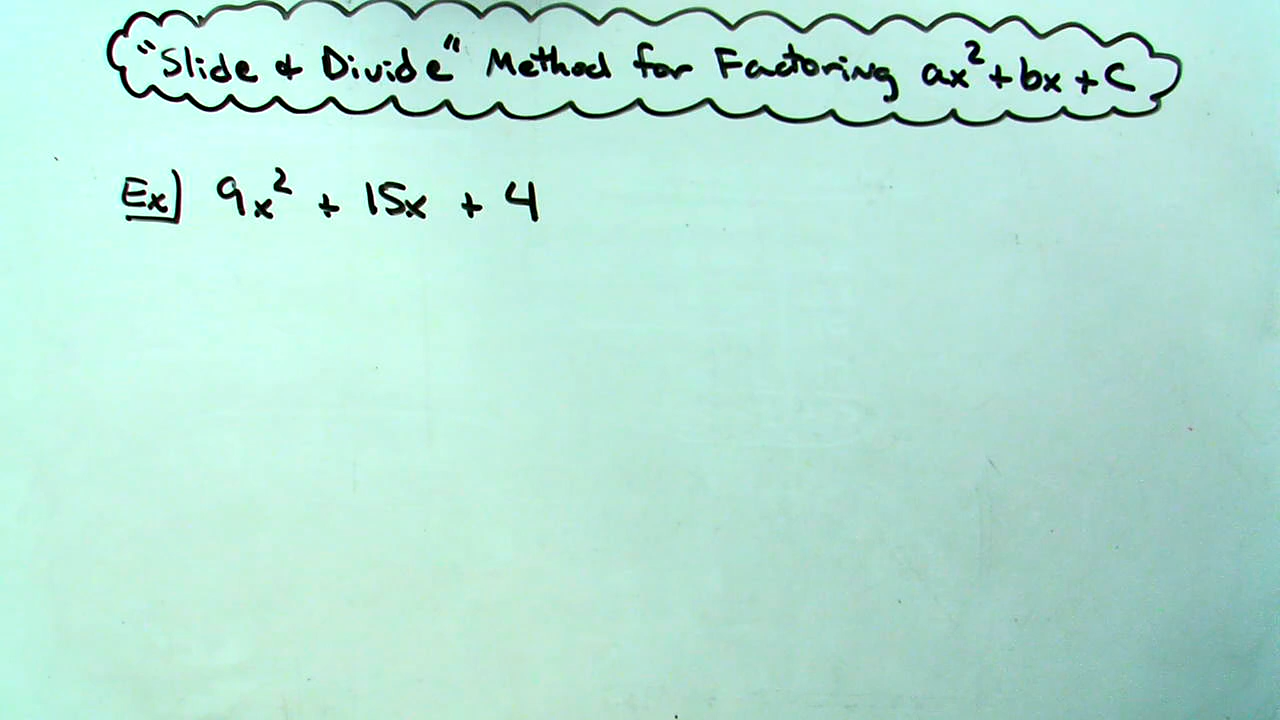 "Slide & Divide" Method for Factoring ax² + bx + c
Ex] 9x² + 15x + 4